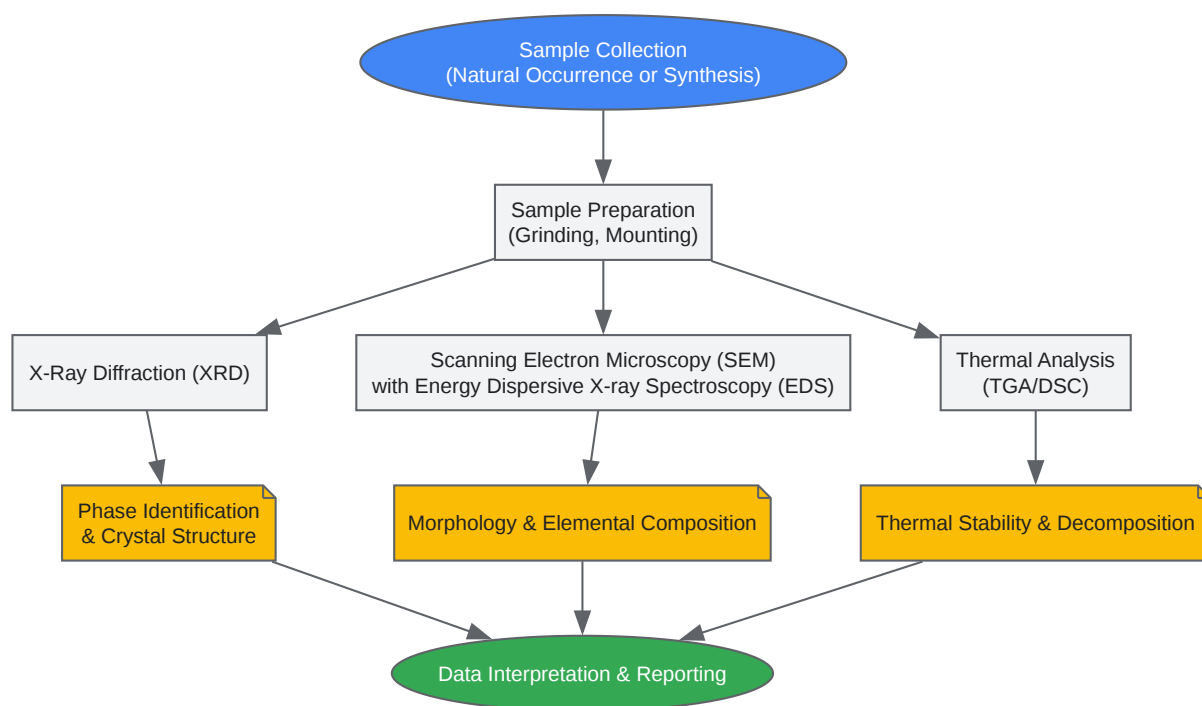 Sample Collection
(Natural Occurrence or Synthesis)
Sample Preparation
(Grinding, Mounting)
X-Ray Diffraction (XRD)
Scanning Electron Microscopy (SEM)
with Energy Dispersive X-ray Spectroscopy (EDS)
Thermal Analysis
(TGA/DSC)
Phase Identification
& Crystal Structure
Morphology & Elemental Composition
Thermal Stability & Decomposition
Data Interpretation & Reporting